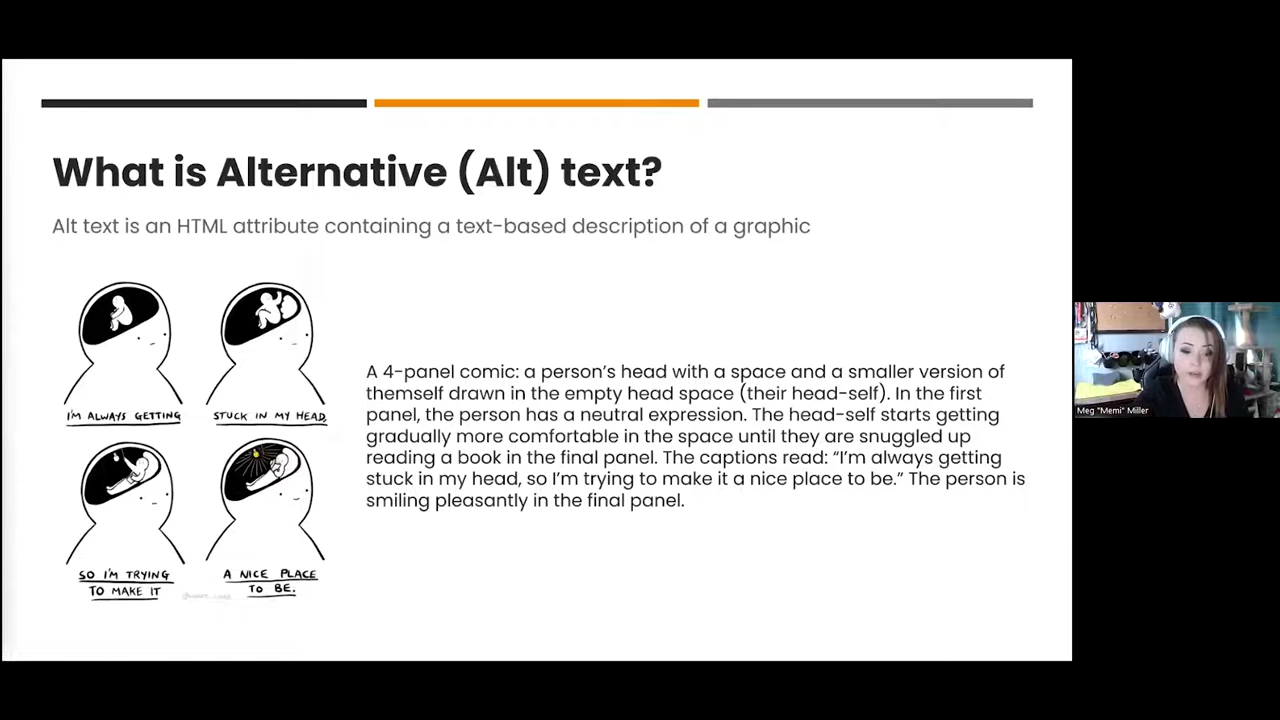 What is Alternative (Alt) text?
Alt text is an HTML attribute containing a text-based description of a graphic
I'M ALWAYS GETTING
STUCK IN MY HEAD,
SO I'M TRYING
TO MAKE IT
A NICE PLACE
TO BE.
A 4-panel comic: a person's head with a space and a smaller version of
themself drawn in the empty head space (their head-self). In the first
panel, the person has a neutral expression. The head-self starts getting
gradually more comfortable in the space until they are snuggled up
reading a book in the final panel. The captions read: “I'm always getting
stuck in my head, so I'm trying to make it a nice place to be.” The person is
smiling pleasantly in the final panel.
Meg "Memi" Miller